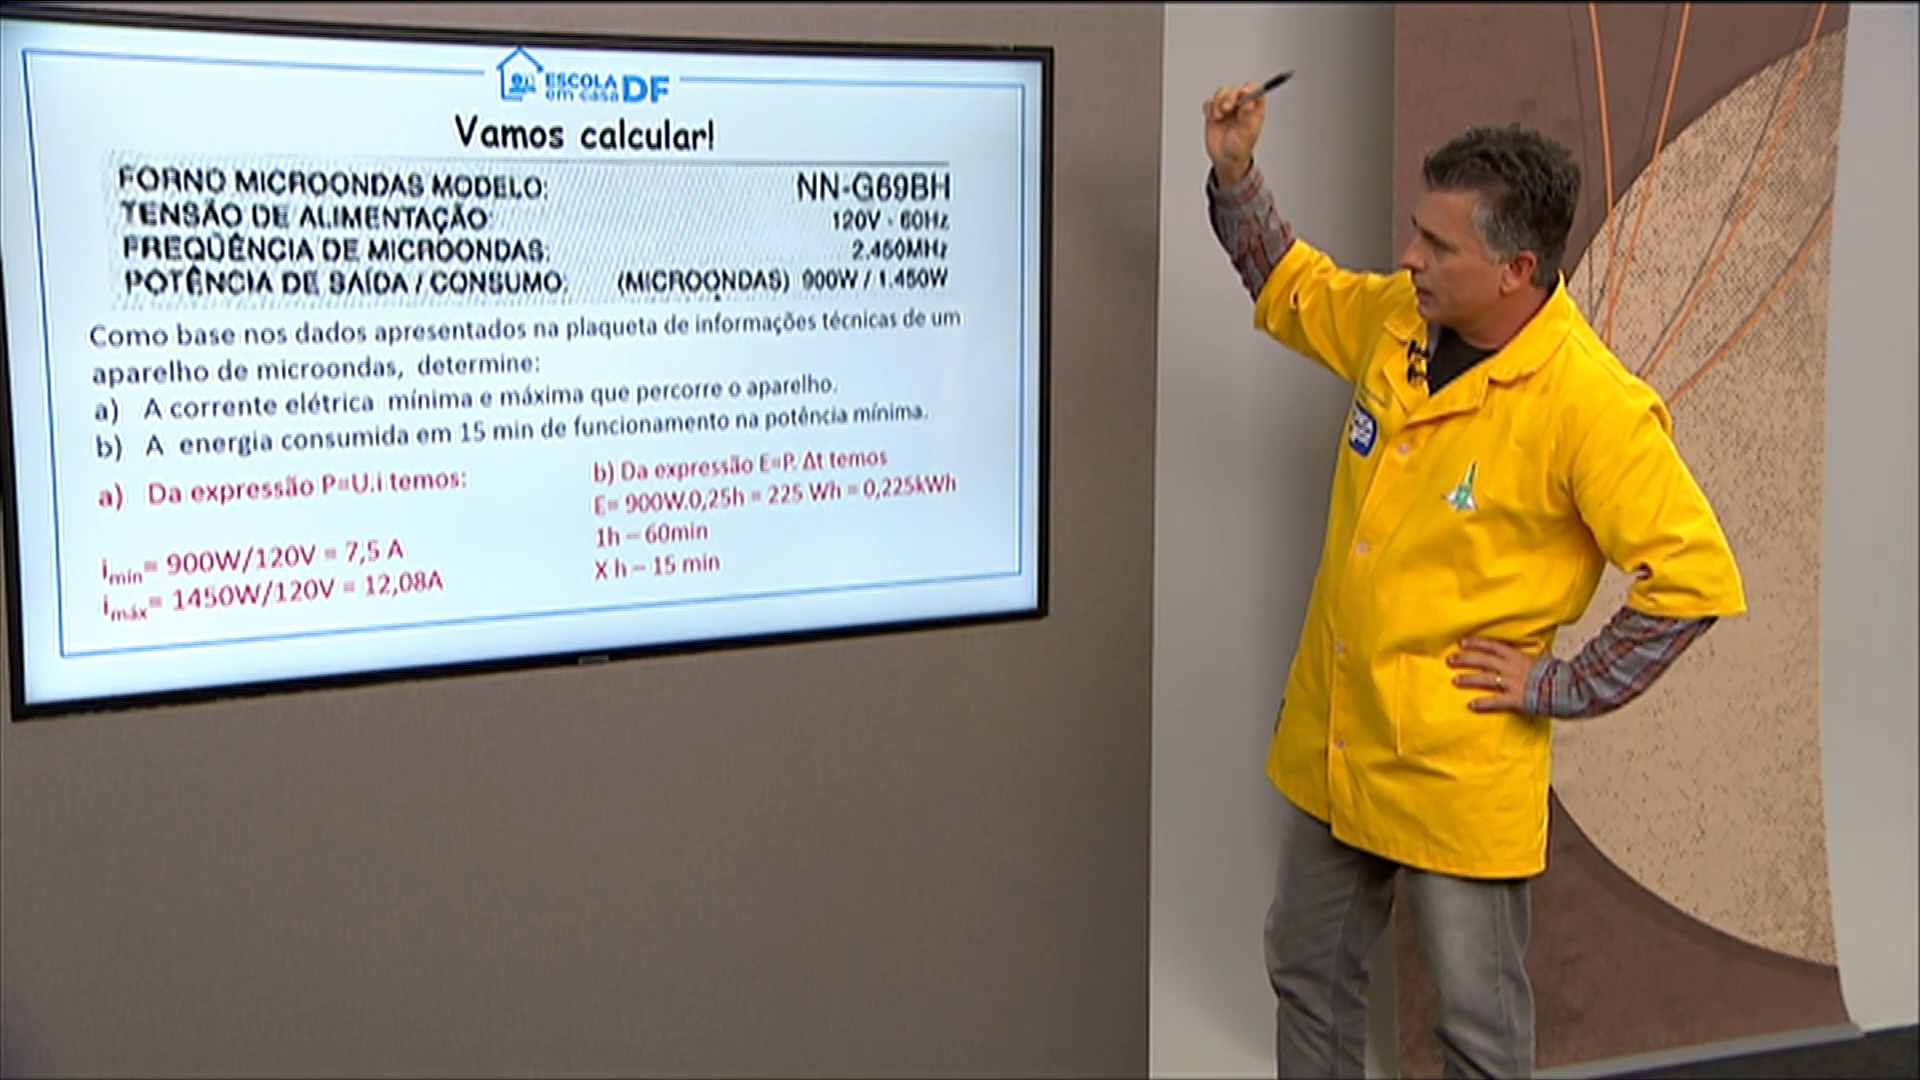 ESCOLA
em casa DF
Vamos calcular!
FORNO MICROONDAS MODELO: NN-G69BH
TENSÃO DE ALIMENTAÇÃO: 120V - 60Hz
FREQÜÊNCIA DE MICROONDAS: 2.450MHz
POTÊNCIA DE SAÍDA / CONSUMO: (MICROONDAS) 900W / 1.450W
Como base nos dados apresentados na plaqueta de informações técnicas de um
aparelho de microondas, determine:
a) A corrente elétrica mínima e máxima que percorre o aparelho.
b) A energia consumida em 15 min de funcionamento na potência mínima.
a) Da expressão P=U.i temos:
imín= 900W/120V = 7,5 A
imáx= 1450W/120V = 12,08A
b) Da expressão E=P. Δt temos
E= 900W.0,25h = 225 Wh = 0,225kWh
1h – 60min
X h – 15 min